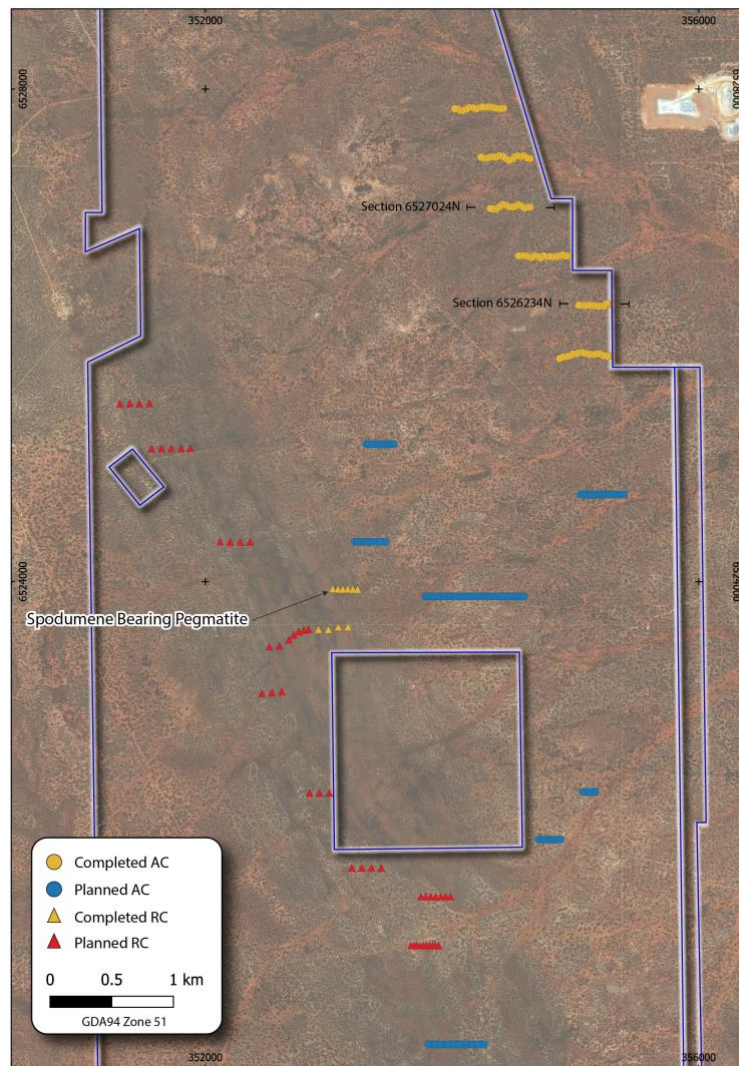 352000
356000
6528000
6528000
Section 6527024N
Section 6526234N
6524000
6524000
Spodumene Bearing Pegmatite
Completed AC
Planned AC
Completed RC
Planned RC
0 0.5 1 km
GDA94 Zone 51
352000
356000